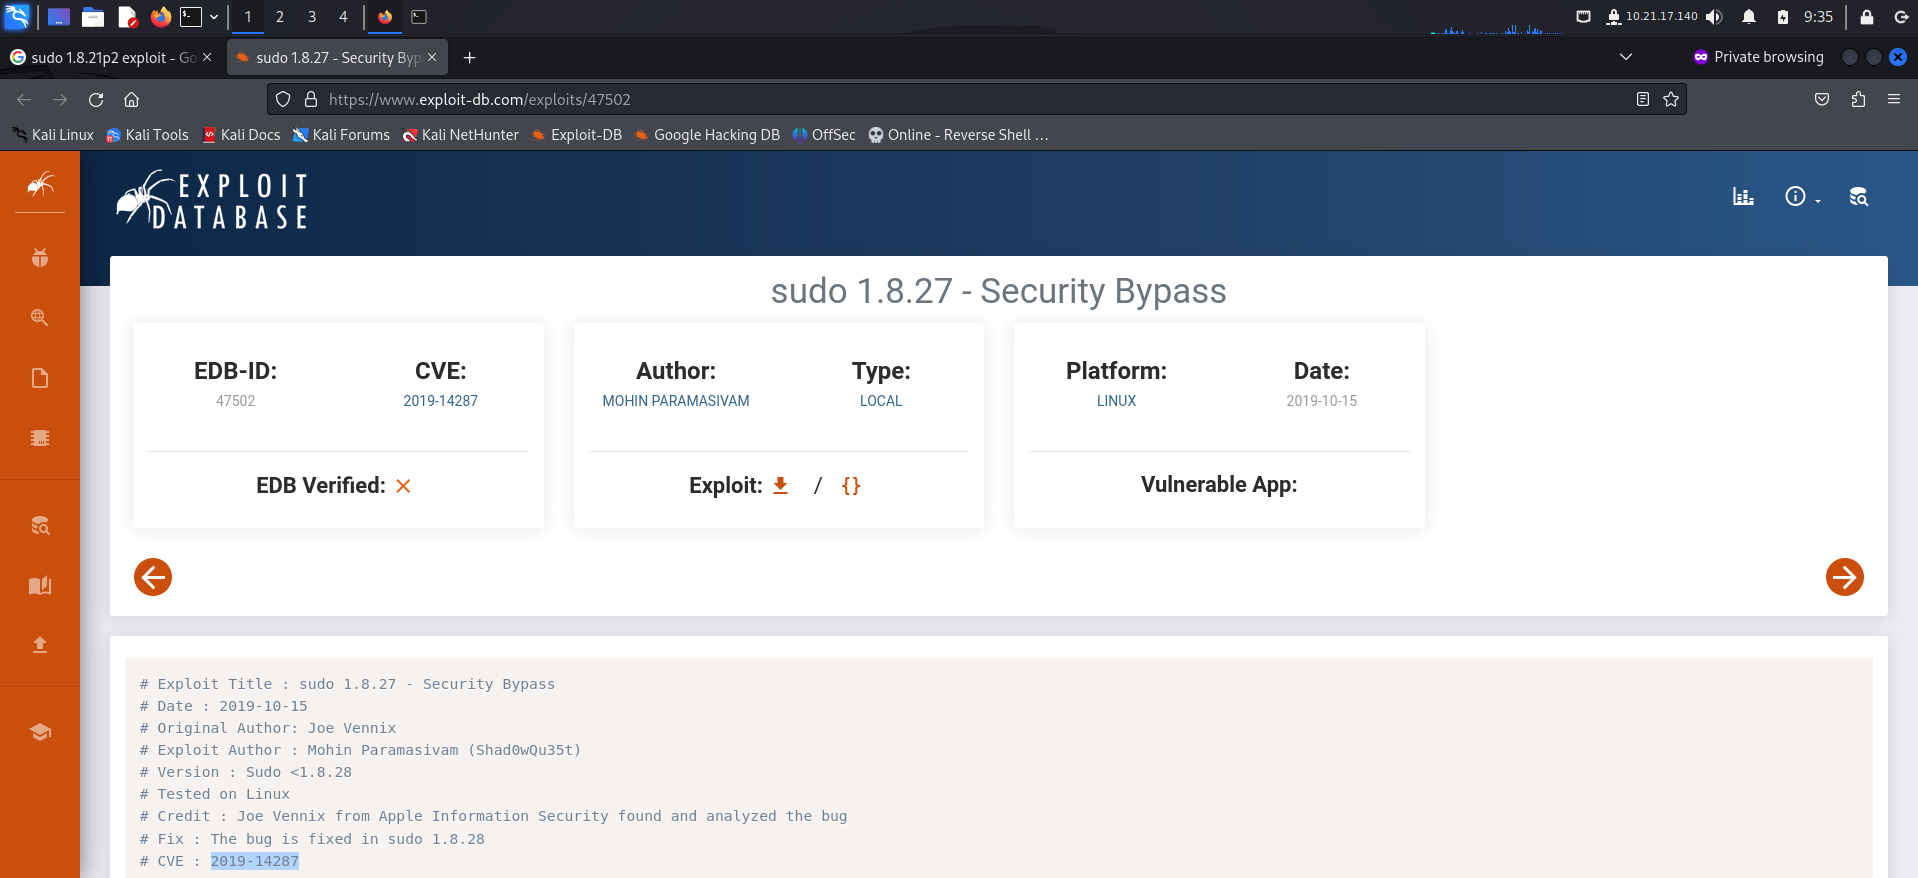 1 2 3 4 10.21.17.140 9:35
sudo 1.8.21p2 exploit - Go sudo 1.8.27 - Security Byp Private browsing
https://www.exploit-db.com/exploits/47502
Kali Linux Kali Tools Kali Docs Kali Forums Kali NetHunter Exploit-DB Google Hacking DB OffSec Online - Reverse Shell …
EXPLOIT
DATABASE
sudo 1.8.27 - Security Bypass
EDB-ID: CVE: Author: Type: Platform: Date:
47502 2019-14287 MOHIN PARAMASIVAM LOCAL LINUX 2019-10-15
EDB Verified: Exploit: / {} Vulnerable App:
# Exploit Title : sudo 1.8.27 - Security Bypass
# Date : 2019-10-15
# Original Author: Joe Vennix
# Exploit Author : Mohin Paramasivam (Shad0wQu35t)
# Version : Sudo <1.8.28
# Tested on Linux
# Credit : Joe Vennix from Apple Information Security found and analyzed the bug
# Fix : The bug is fixed in sudo 1.8.28
# CVE : 2019-14287